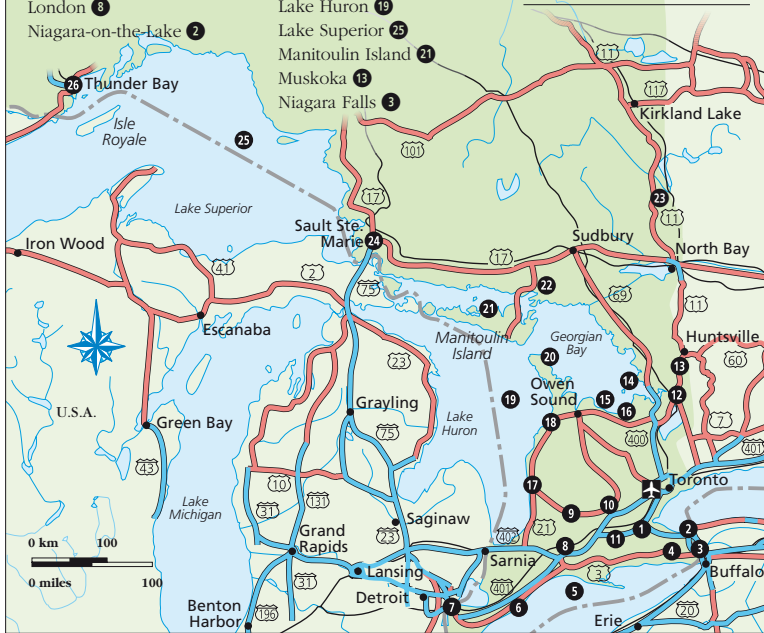 London 8
Niagara-on-the-Lake 2
Lake Huron 19
Lake Superior 25
Manitoulin Island 21
Muskoka 13
Niagara Falls 3
26 Thunder Bay
Isle
Royale
25
Lake Superior
11
117
Kirkland Lake
101
17
23
11
Sault Ste.
Marie 24
Sudbury
North Bay
Iron Wood
41
2
75
17
22
69
11
21
Manitoulin
Island
Georgian
Bay
Escanaba
Huntsville
60
20
13
23
U.S.A.
Grayling
Lake
Huron
19
Owen
Sound
14
15
16
12
18
7
Green Bay
75
400
401
43
10
Lake
Michigan
31
131
Toronto
17
9
10
Saginaw
23
402
21
1
2
Grand
Rapids
Sarnia
8
11
4
3
0 km 100
0 miles 100
31
Lansing
401
3
Buffalo
Detroit
7
6
5
Benton
Harbor
196
Erie
20